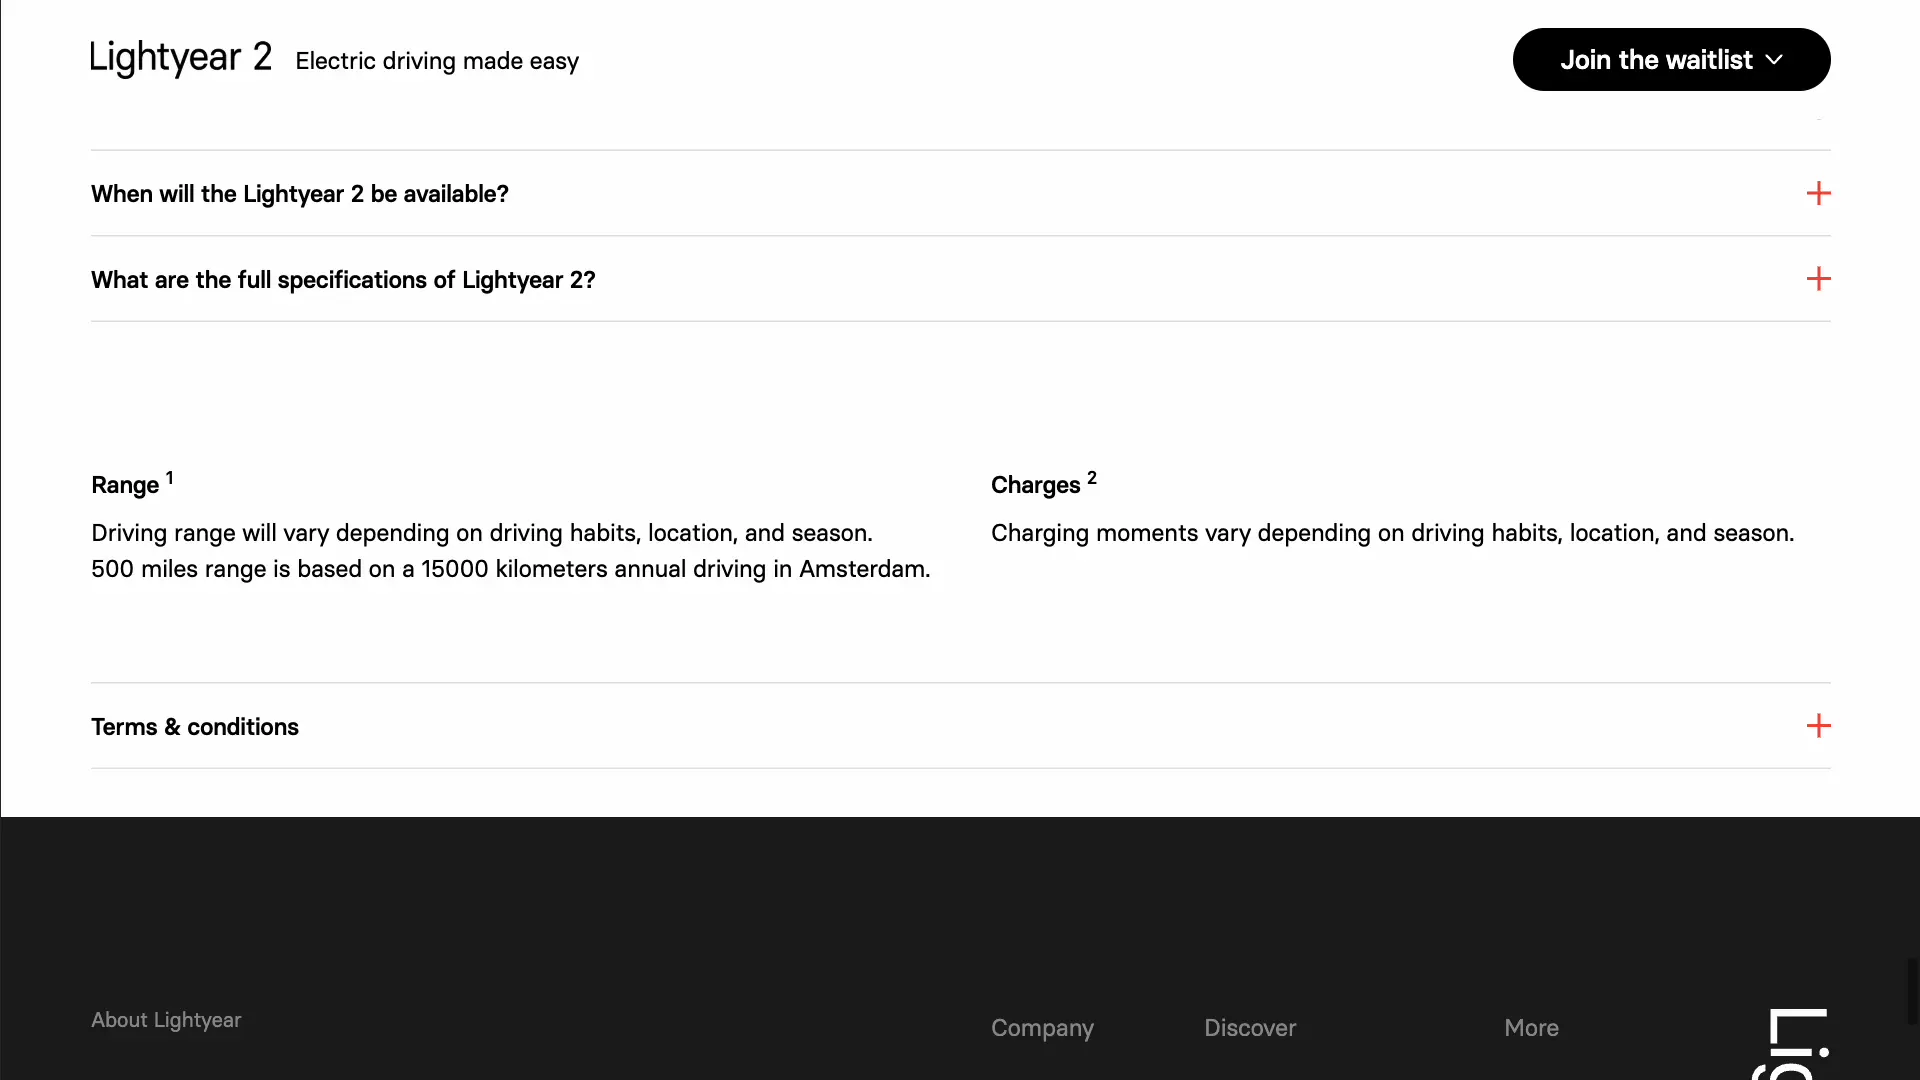 Lightyear 2 Electric driving made easy
Join the waitlist
When will the Lightyear 2 be available?
What are the full specifications of Lightyear 2?
Range 1
Driving range will vary depending on driving habits, location, and season.
500 miles range is based on a 15000 kilometers annual driving in Amsterdam.
Charges 2
Charging moments vary depending on driving habits, location, and season.
Terms & conditions
About Lightyear
Company
Discover
More
Lig